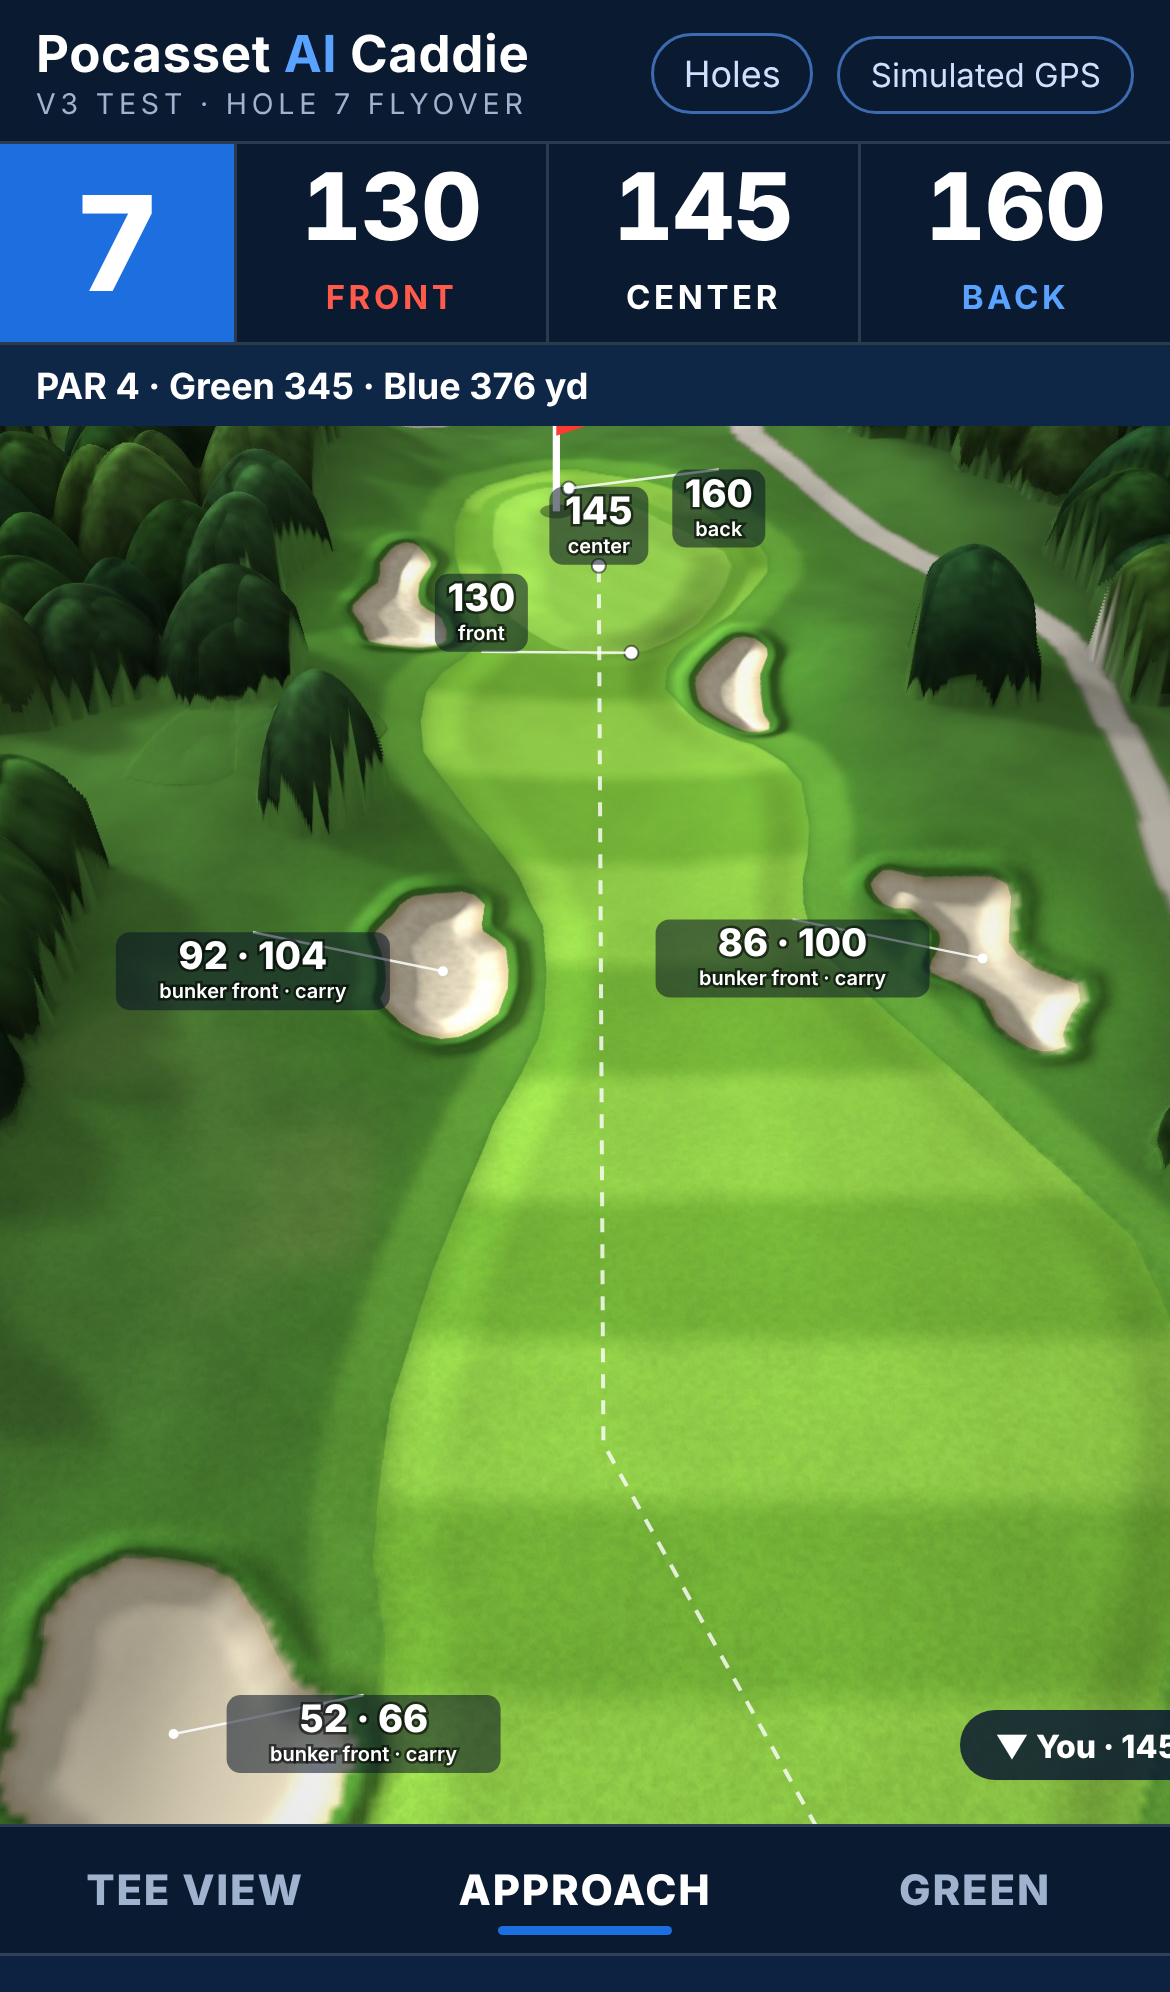 Pocasset AI Caddie
V3 TEST · HOLE 7 FLYOVER
Holes
Simulated GPS
7
130
FRONT
145
CENTER
160
BACK
PAR 4 · Green 345 · Blue 376 yd
160
back
145
center
130
front
92 · 104
bunker front · carry
86 · 100
bunker front · carry
52 · 66
bunker front · carry
▼ You · 145
TEE VIEW
APPROACH
GREEN